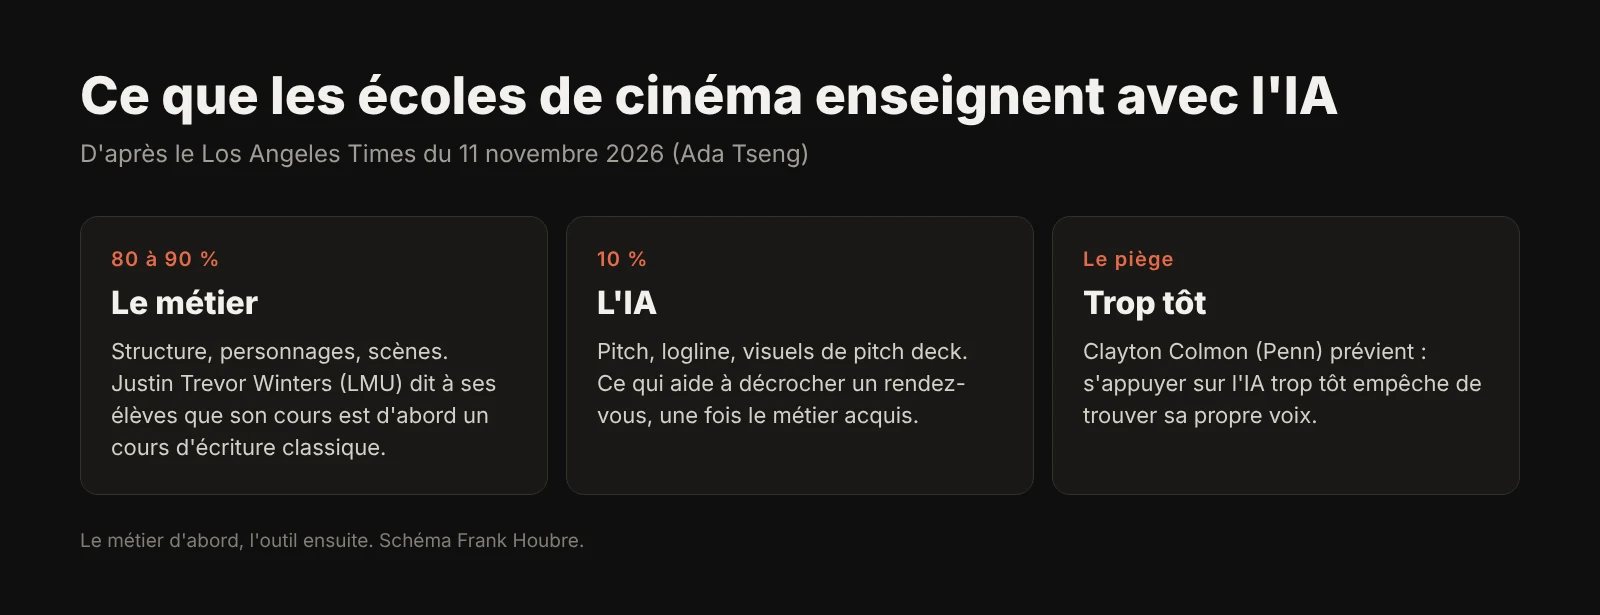 Ce que les écoles de cinéma enseignent avec l'IA
D'après le Los Angeles Times du 11 novembre 2026 (Ada Tseng)
80 à 90 %
Le métier
Structure, personnages, scènes.
Justin Trevor Winters (LMU) dit à ses
élèves que son cours est d'abord un
cours d'écriture classique.
10 %
L'IA
Pitch, logline, visuels de pitch deck.
Ce qui aide à décrocher un rendez-
vous, une fois le métier acquis.
Le piège
Trop tôt
Clayton Colmon (Penn) prévient :
s'appuyer sur l'IA trop tôt empêche de
trouver sa propre voix.
Le métier d'abord, l'outil ensuite. Schéma Frank Houbre.